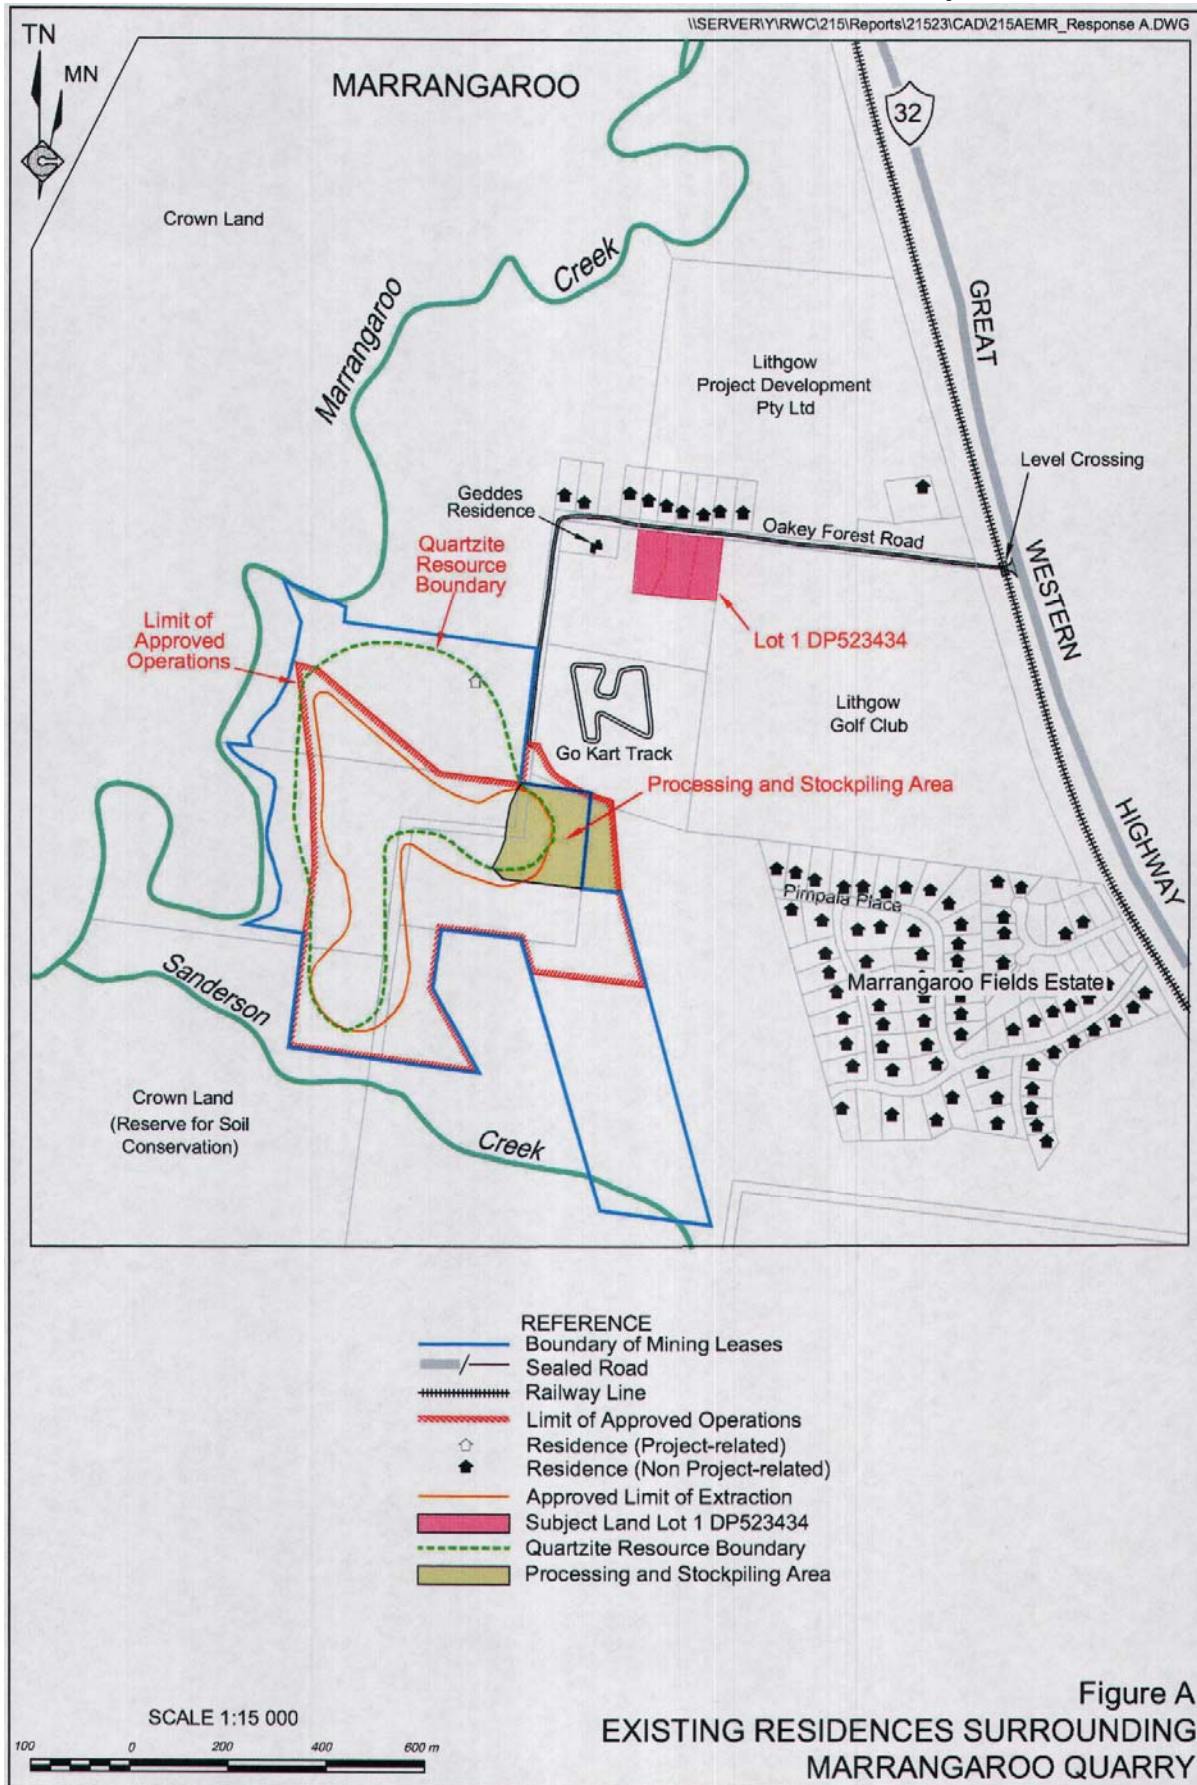 \\SERVER\Y\RWC\215\Reports\21523\CAD\215AEMR_Response A.DWG
TN
MN
MARRANGAROO
32
Crown Land
Marrangaroo
Creek
GREAT
Lithgow
Project Development
Pty Ltd
Level Crossing
Geddes
Residence
Oakey Forest Road
Quartzite
Resource
Boundary
WESTERN
Limit of
Approved
Operations
Lot 1 DP523434
Lithgow
Golf Club
Go Kart Track
Processing and Stockpiling Area
HIGHWAY
Pimpala Place
Marrangaroo Fields Estate
Sanderson
Creek
Crown Land
(Reserve for Soil
Conservation)
REFERENCE
Boundary of Mining Leases
Sealed Road
Railway Line
Limit of Approved Operations
Residence (Project-related)
Residence (Non Project-related)
Approved Limit of Extraction
Subject Land Lot 1 DP523434
Quartzite Resource Boundary
Processing and Stockpiling Area
SCALE 1:15 000
100 0 200 400 600 m
Figure A
EXISTING RESIDENCES SURROUNDING
MARRANGAROO QUARRY